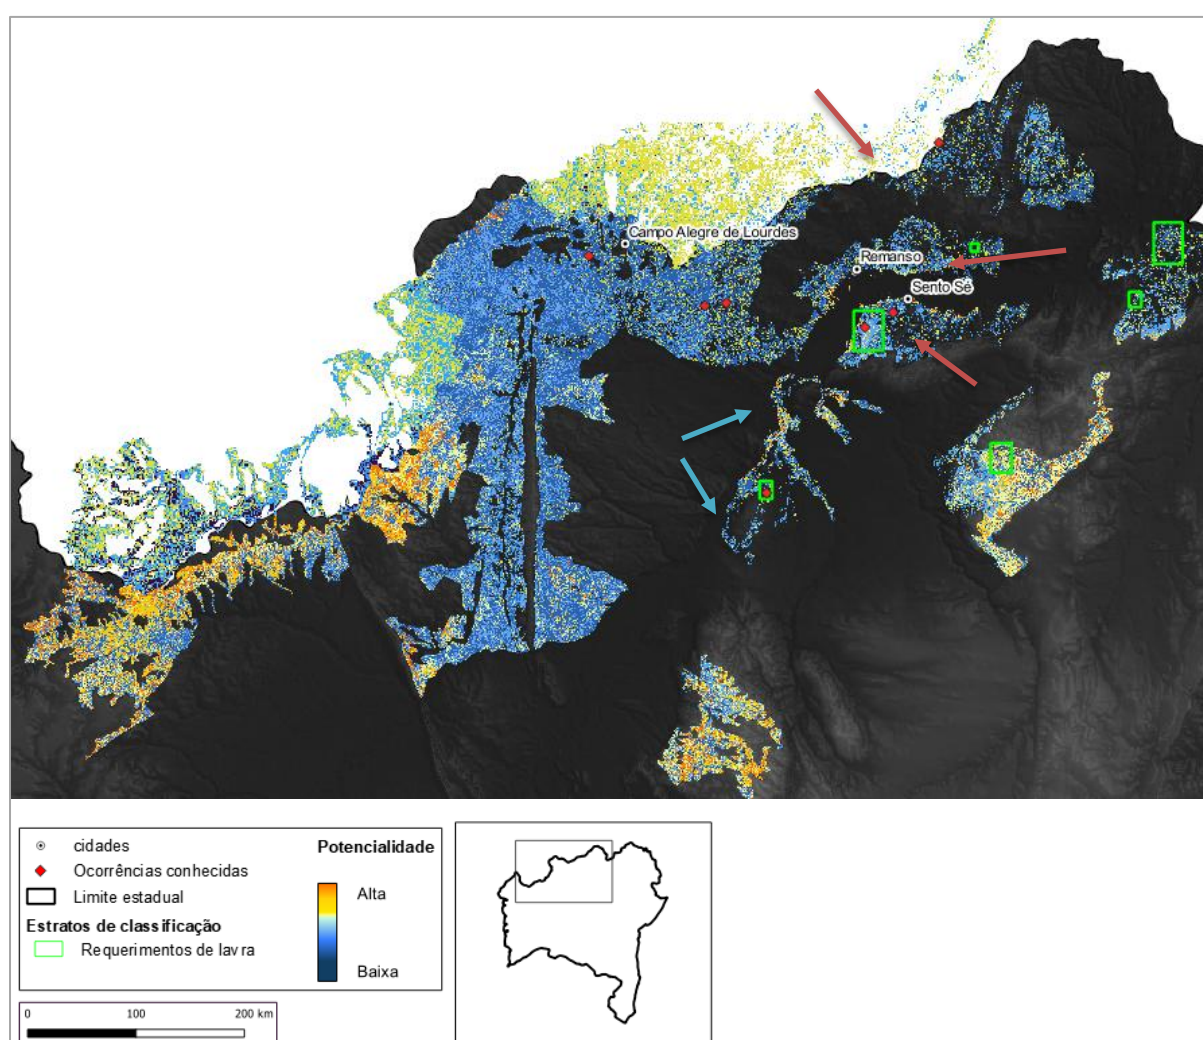 Campo Alegre de Lourdes
Remanso
Sento Sé
cidades
Ocorrências conhecidas
Limite estadual
Estratos de classificação
Requerimentos de lavra
Potencialidade
Alta
Baixa
0 100 200 km